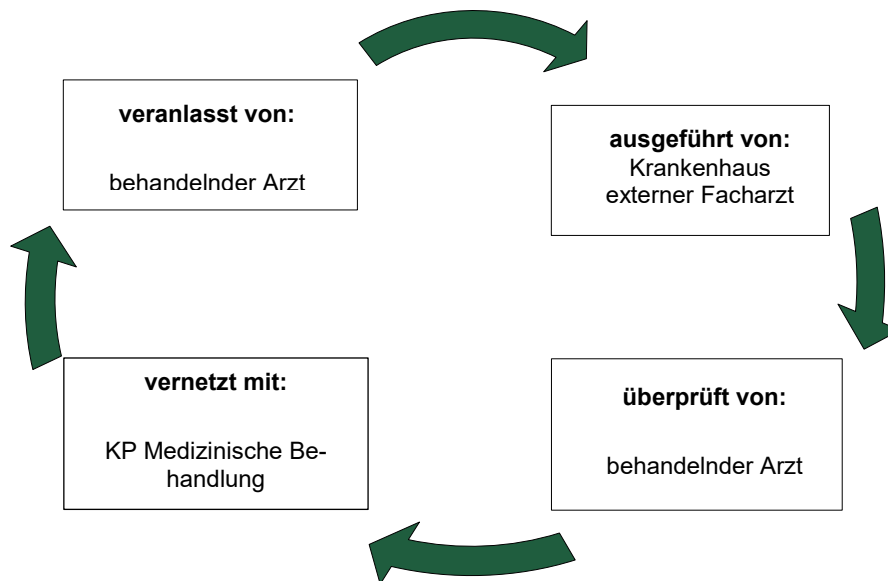 veranlasst von:
behandelnder Arzt
ausgeführt von:
Krankenhaus
externer Facharzt
vernetzt mit:
KP Medizinische Be-
handlung
überprüft von:
behandelnder Arzt